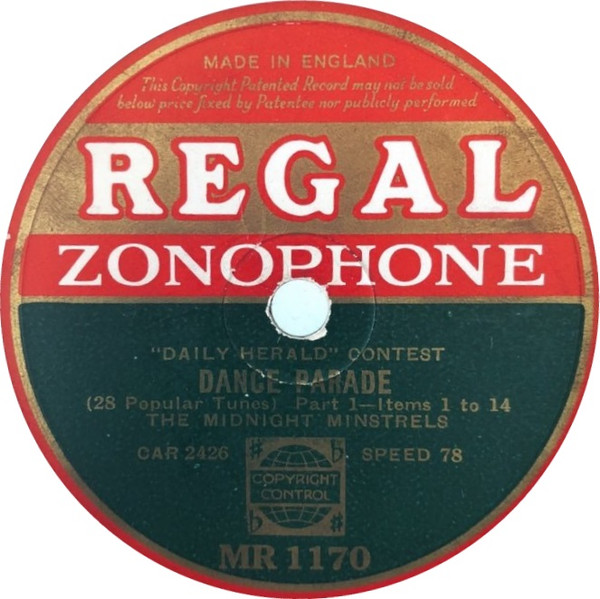 MADE IN ENGLAND
This Copyright Patented Record may not be sold
below price fixed by Patentee nor publicly performed
REGAL
ZONOPHONE
"DAILY HERALD" CONTEST
DANCE PARADE
(28 Popular Tunes) Part 1—Items 1 to 14
THE MIDNIGHT MINSTRELS
CAR 2426 SPEED 78
COPYRIGHT
CONTROL
MR 1170